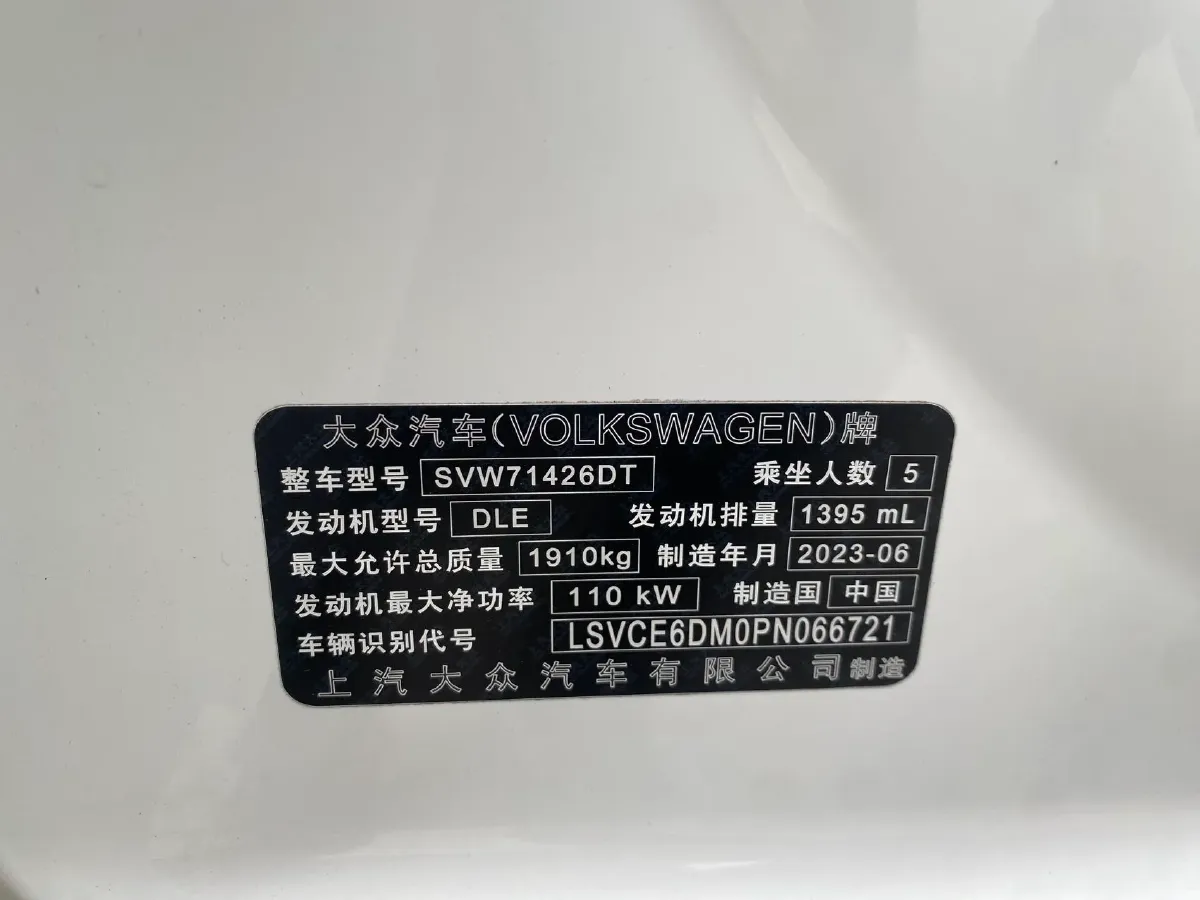 大众汽车(VOLKSWAGEN)牌
整车型号 SVW71426DT 乘坐人数 5
发动机型号 DLE 发动机排量 1395 mL
最大允许总质量 1910kg 制造年月 2023-06
发动机最大净功率 110 kW 制造国 中国
车辆识别代号 LSVCE6DM0PN066721
上汽大众汽车有限公司制造